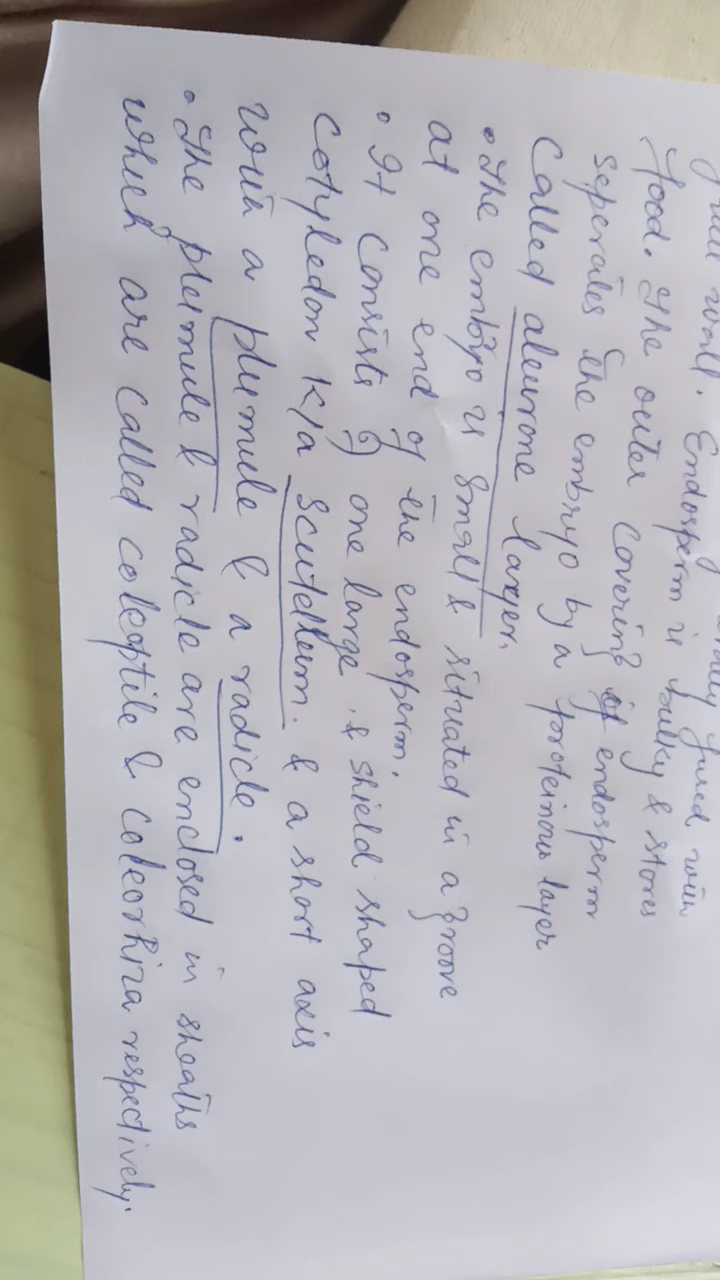 wall. Endosperm is bulky & stores
food. The outer covering of endosperm
seperates the embryo by a proteinous layer
called aleurone layer.
• The embryo is small & situated in a groove
at one end of the endosperm.
• It consists of one large & shield shaped
cotyledon k/a scutellum. & a short axis
with a plumule & a radicle.
• The plumule & radicle are enclosed in sheaths
which are called coleoptile & coleorhiza respectively.